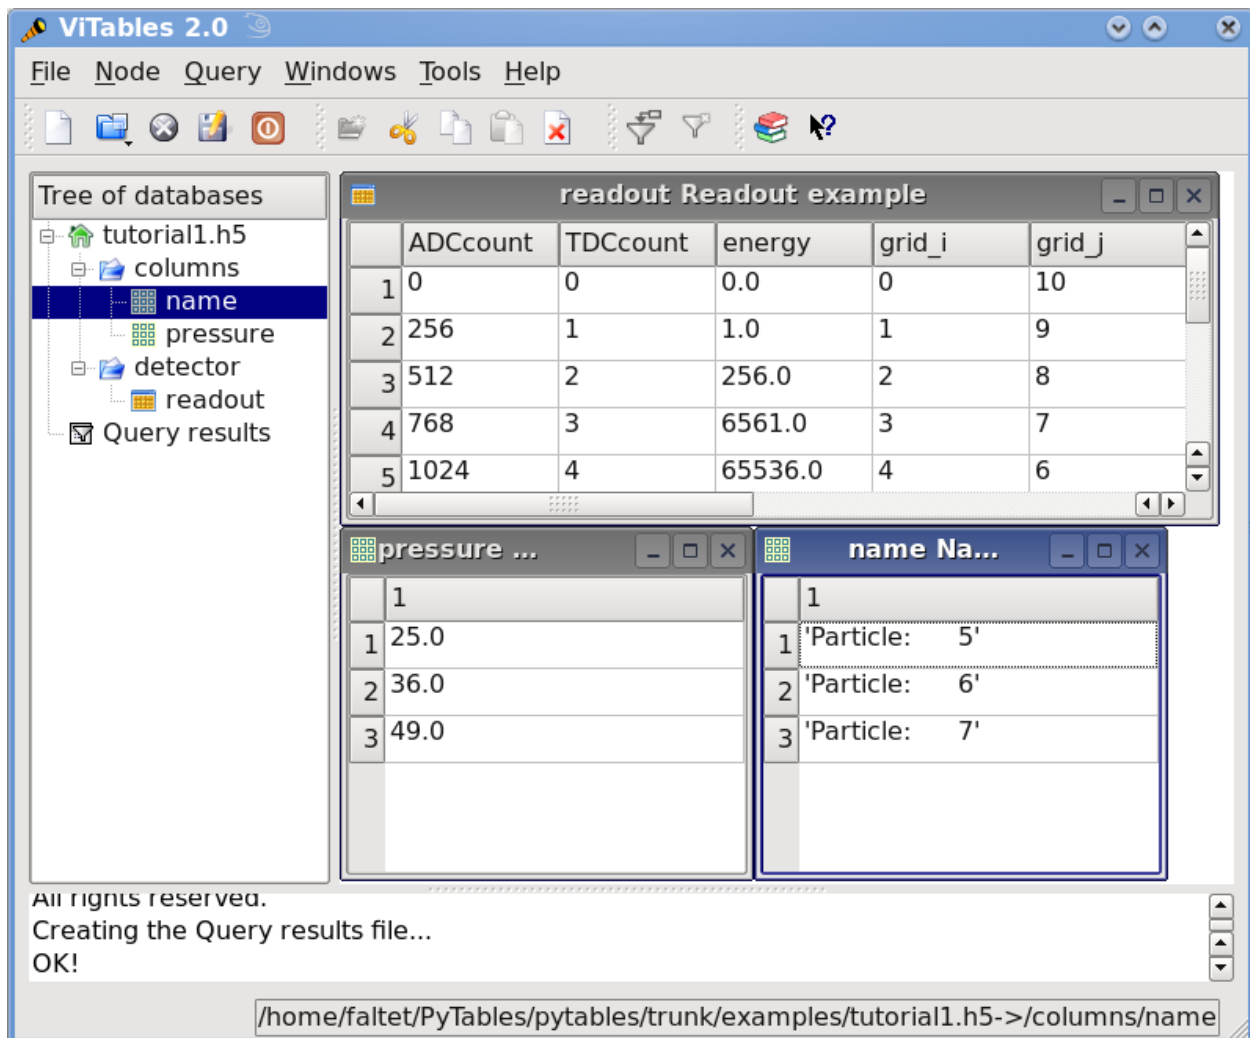 ViTables 2.0
File Node Query Windows Tools Help
Tree of databases
tutorial1.h5
columns
name
pressure
detector
readout
Query results
readout Readout example
ADCcount TDCcount energy grid_i grid_j
1 0 0 0.0 0 10
2 256 1 1.0 1 9
3 512 2 256.0 2 8
4 768 3 6561.0 3 7
5 1024 4 65536.0 4 6
pressure ...
1
1 25.0
2 36.0
3 49.0
name Na...
1
1 'Particle:      5'
2 'Particle:      6'
3 'Particle:      7'
All rights reserved.
Creating the Query results file...
OK!
/home/faltet/PyTables/pytables/trunk/examples/tutorial1.h5->/columns/name